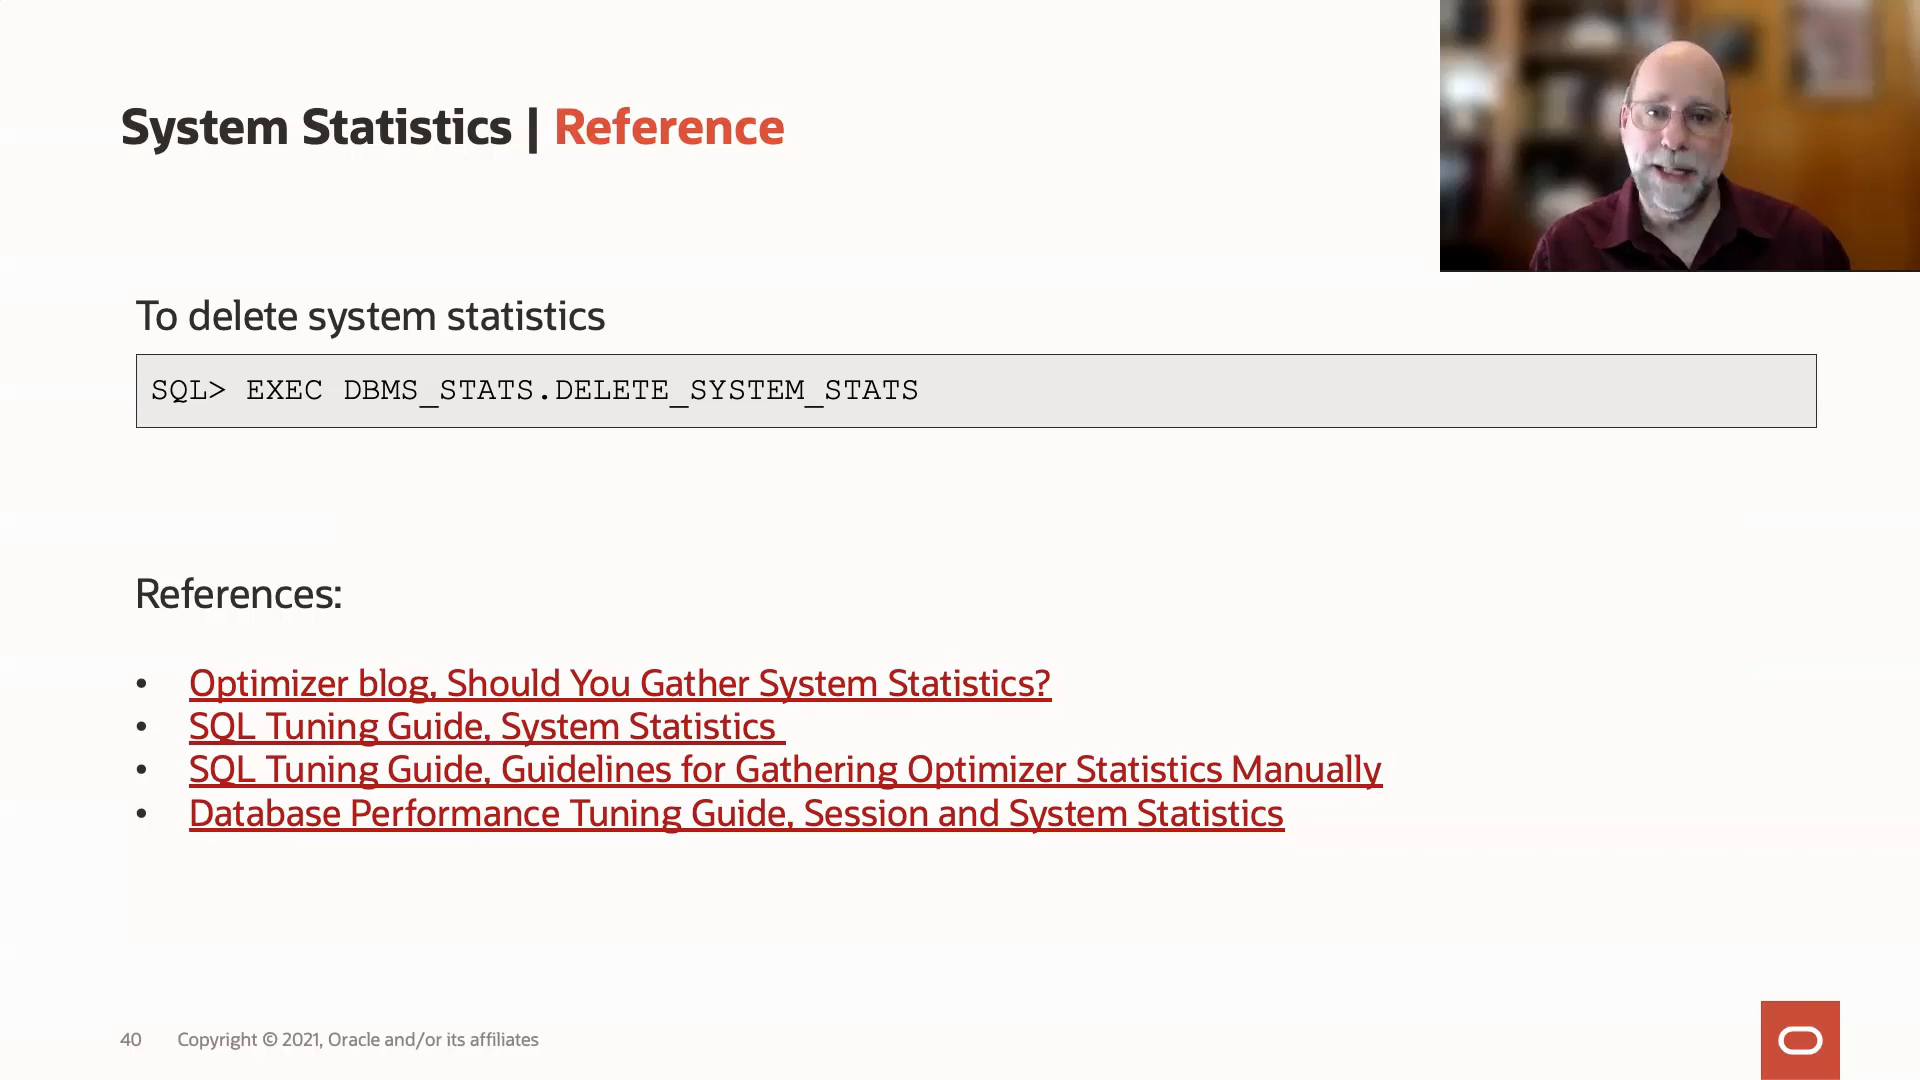 System Statistics | Reference
To delete system statistics
SQL> EXEC DBMS_STATS.DELETE_SYSTEM_STATS
References:
• Optimizer blog, Should You Gather System Statistics?
• SQL Tuning Guide, System Statistics
• SQL Tuning Guide, Guidelines for Gathering Optimizer Statistics Manually
• Database Performance Tuning Guide, Session and System Statistics
40 Copyright © 2021, Oracle and/or its affiliates